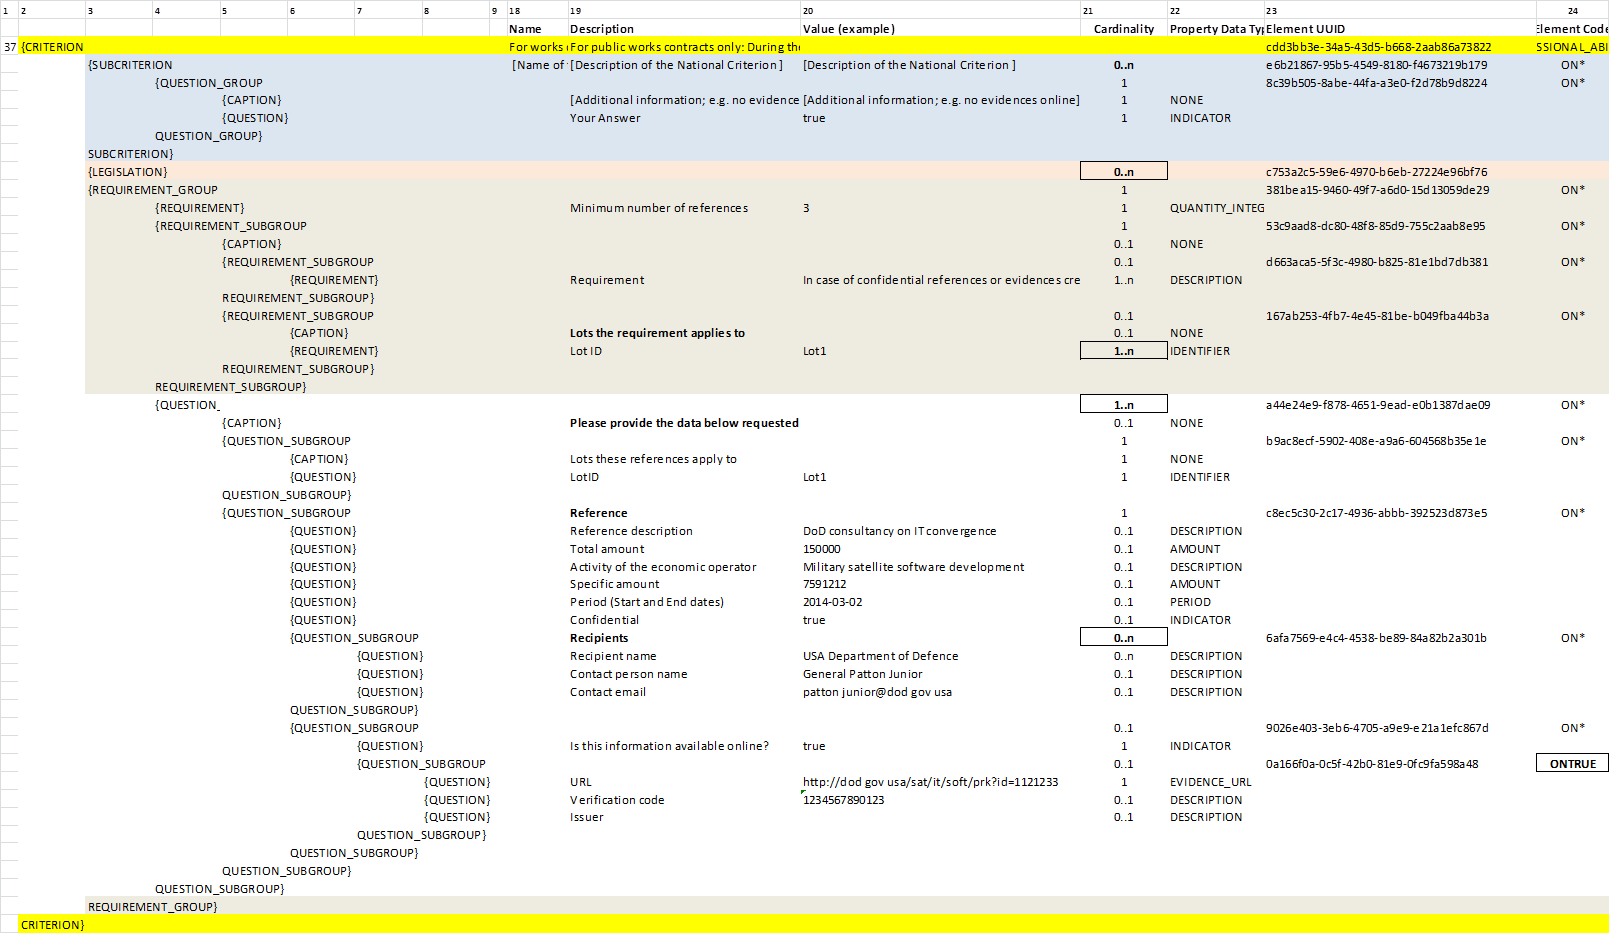 1 2 3 4 5 6 7 8 9 18 19 20 21 22 23 24
Name Description Value (example) Cardinality Property Data Ty Element UUID Element Code
37 {CRITERION For works For public works contracts only: During the cdd3bb3e-34a5-43d5-b668-2aab86a73822 SSIONAL_ABI
{SUBCRITERION [Name of [Description of the National Criterion] [Description of the National Criterion ] 0..n e6b21867-95b5-4549-8180-f4673219b179 ON*
{QUESTION_GROUP 1 8c39b505-8abe-44fa-a3e0-f2d78b9d8224 ON*
{CAPTION} [Additional information; e.g. no evidence [Additional information; e.g. no evidences online] 1 NONE
{QUESTION} Your Answer true 1 INDICATOR
QUESTION_GROUP}
SUBCRITERION}
{LEGISLATION} 0..n c753a2c5-59e6-4970-b6eb-27224e96bf76
{REQUIREMENT_GROUP 1 381bea15-9460-49f7-a6d0-15d13059de29 ON*
{REQUIREMENT} Minimum number of references 3 1 QUANTITY_INTEG
{REQUIREMENT_SUBGROUP 1 53c9aad8-dc80-48f8-85d9-755c2aab8e95 ON*
{CAPTION} 0..1 NONE
{REQUIREMENT_SUBGROUP 0..1 d663aca5-5f3c-4980-b825-81e1bd7db381 ON*
{REQUIREMENT} Requirement In case of confidential references or evidences cre 1..n DESCRIPTION
REQUIREMENT_SUBGROUP}
{REQUIREMENT_SUBGROUP 0..1 167ab253-4fb7-4e45-81be-b049fba44b3a ON*
{CAPTION} Lots the requirement applies to 0..1 NONE
{REQUIREMENT} Lot ID Lot1 1..n IDENTIFIER
REQUIREMENT_SUBGROUP}
REQUIREMENT_SUBGROUP}
{QUESTION_ 1..n a44e24e9-f878-4651-9ead-e0b1387dae09 ON*
{CAPTION} Please provide the data below requested 0..1 NONE
{QUESTION_SUBGROUP 1 b9ac8ecf-5902-408e-a9a6-604568b35e1e ON*
{CAPTION} Lots these references apply to 1 NONE
{QUESTION} LotID Lot1 1 IDENTIFIER
QUESTION_SUBGROUP}
{QUESTION_SUBGROUP Reference 1 c8ec5c30-2c17-4936-abbb-392523d873e5 ON*
{QUESTION} Reference description DoD consultancy on IT convergence 0..1 DESCRIPTION
{QUESTION} Total amount 150000 0..1 AMOUNT
{QUESTION} Activity of the economic operator Military satellite software development 0..1 DESCRIPTION
{QUESTION} Specific amount 7591212 0..1 AMOUNT
{QUESTION} Period (Start and End dates) 2014-03-02 0..1 PERIOD
{QUESTION} Confidential true 0..1 INDICATOR
{QUESTION_SUBGROUP Recipients 0..n 6afa7569-e4c4-4538-be89-84a82b2a301b ON*
{QUESTION} Recipient name USA Department of Defence 0..n DESCRIPTION
{QUESTION} Contact person name General Patton Junior 0..1 DESCRIPTION
{QUESTION} Contact email patton junior@dod gov usa 0..1 DESCRIPTION
QUESTION_SUBGROUP}
{QUESTION_SUBGROUP 0..1 9026e403-3eb6-4705-a9e9-e21a1efc867d ON*
{QUESTION} Is this information available online? true 1 INDICATOR
{QUESTION_SUBGROUP 0..1 0a166f0a-0c5f-42b0-81e9-0fc9fa598a48 ONTRUE
{QUESTION} URL http://dod gov usa/sat/it/soft/prk?id=1121233 1 EVIDENCE_URL
{QUESTION} Verification code 1234567890123 0..1 DESCRIPTION
{QUESTION} Issuer 0..1 DESCRIPTION
QUESTION_SUBGROUP}
QUESTION_SUBGROUP}
QUESTION_SUBGROUP}
QUESTION_SUBGROUP}
REQUIREMENT_GROUP}
CRITERION}